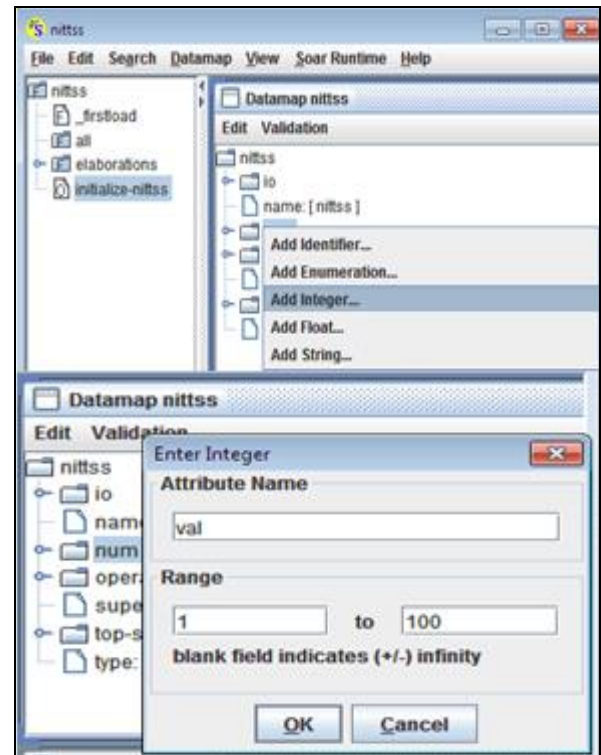 nittss
File Edit Search Datamap View Soar Runtime Help
nittss
_firstload
all
elaborations
initialize-nittss
Datamap nittss
Edit Validation
nittss
io
name: [ nittss ]
Add Identifier...
Add Enumeration...
Add Integer...
Add Float...
Add String...
Datamap nittss
Edit Validation
nittss
io
name
num
opera
supe
top-s
type:
Enter Integer
Attribute Name
val
Range
1 to 100
blank field indicates (+/-) infinity
OK Cancel